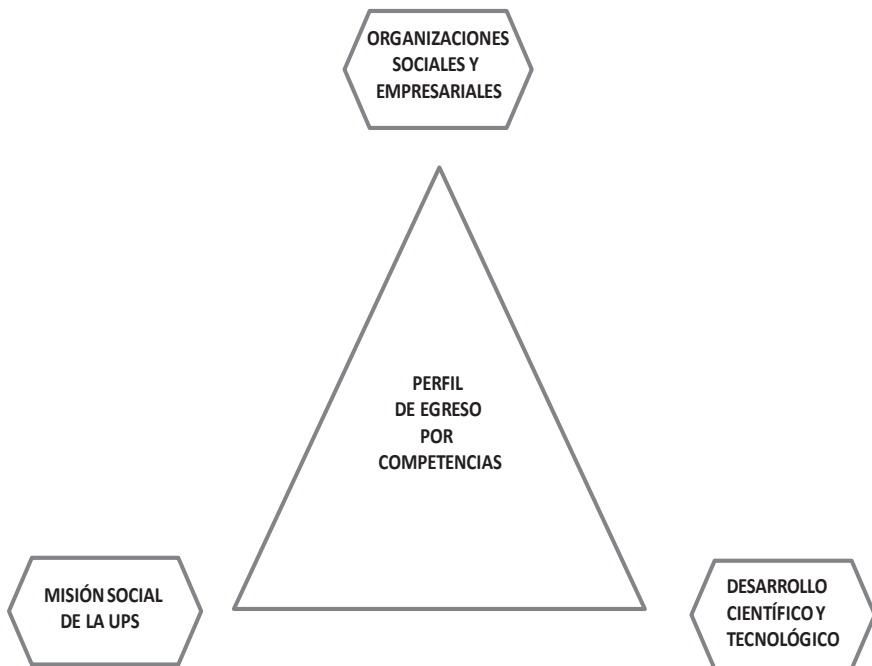 ORGANIZACIONES
SOCIALES Y
EMPRESARIALES
PERFIL
DE EGRESO
POR
COMPETENCIAS
MISIÓN SOCIAL
DE LA UPS
DESARROLLO
CIENTÍFICO Y
TECNOLÓGICO